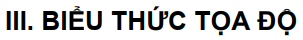 III. BIỂU THỨC TỌA ĐỘ